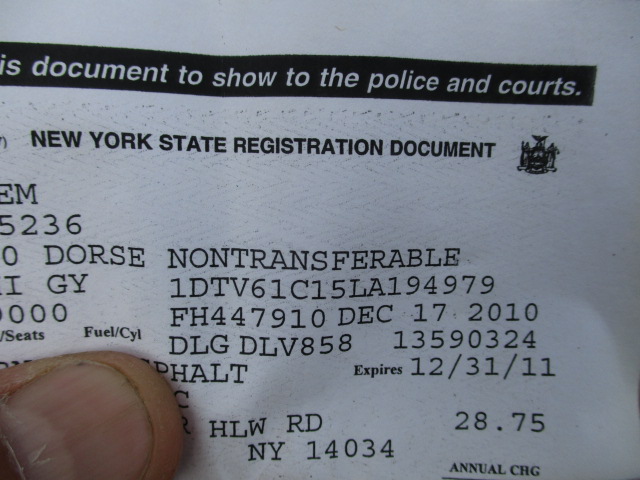 is document to show to the police and courts.
NEW YORK STATE REGISTRATION DOCUMENT
EM
5236
0 DORSE NONTRANSFERABLE
I GY 1DTV61C15LA194979
0000 FH447910 DEC 17 2010
/Seats Fuel/Cyl DLG DLV858 13590324
PHALT Expires 12/31/11
C
R HLW RD 28.75
NY 14034
ANNUAL CHG